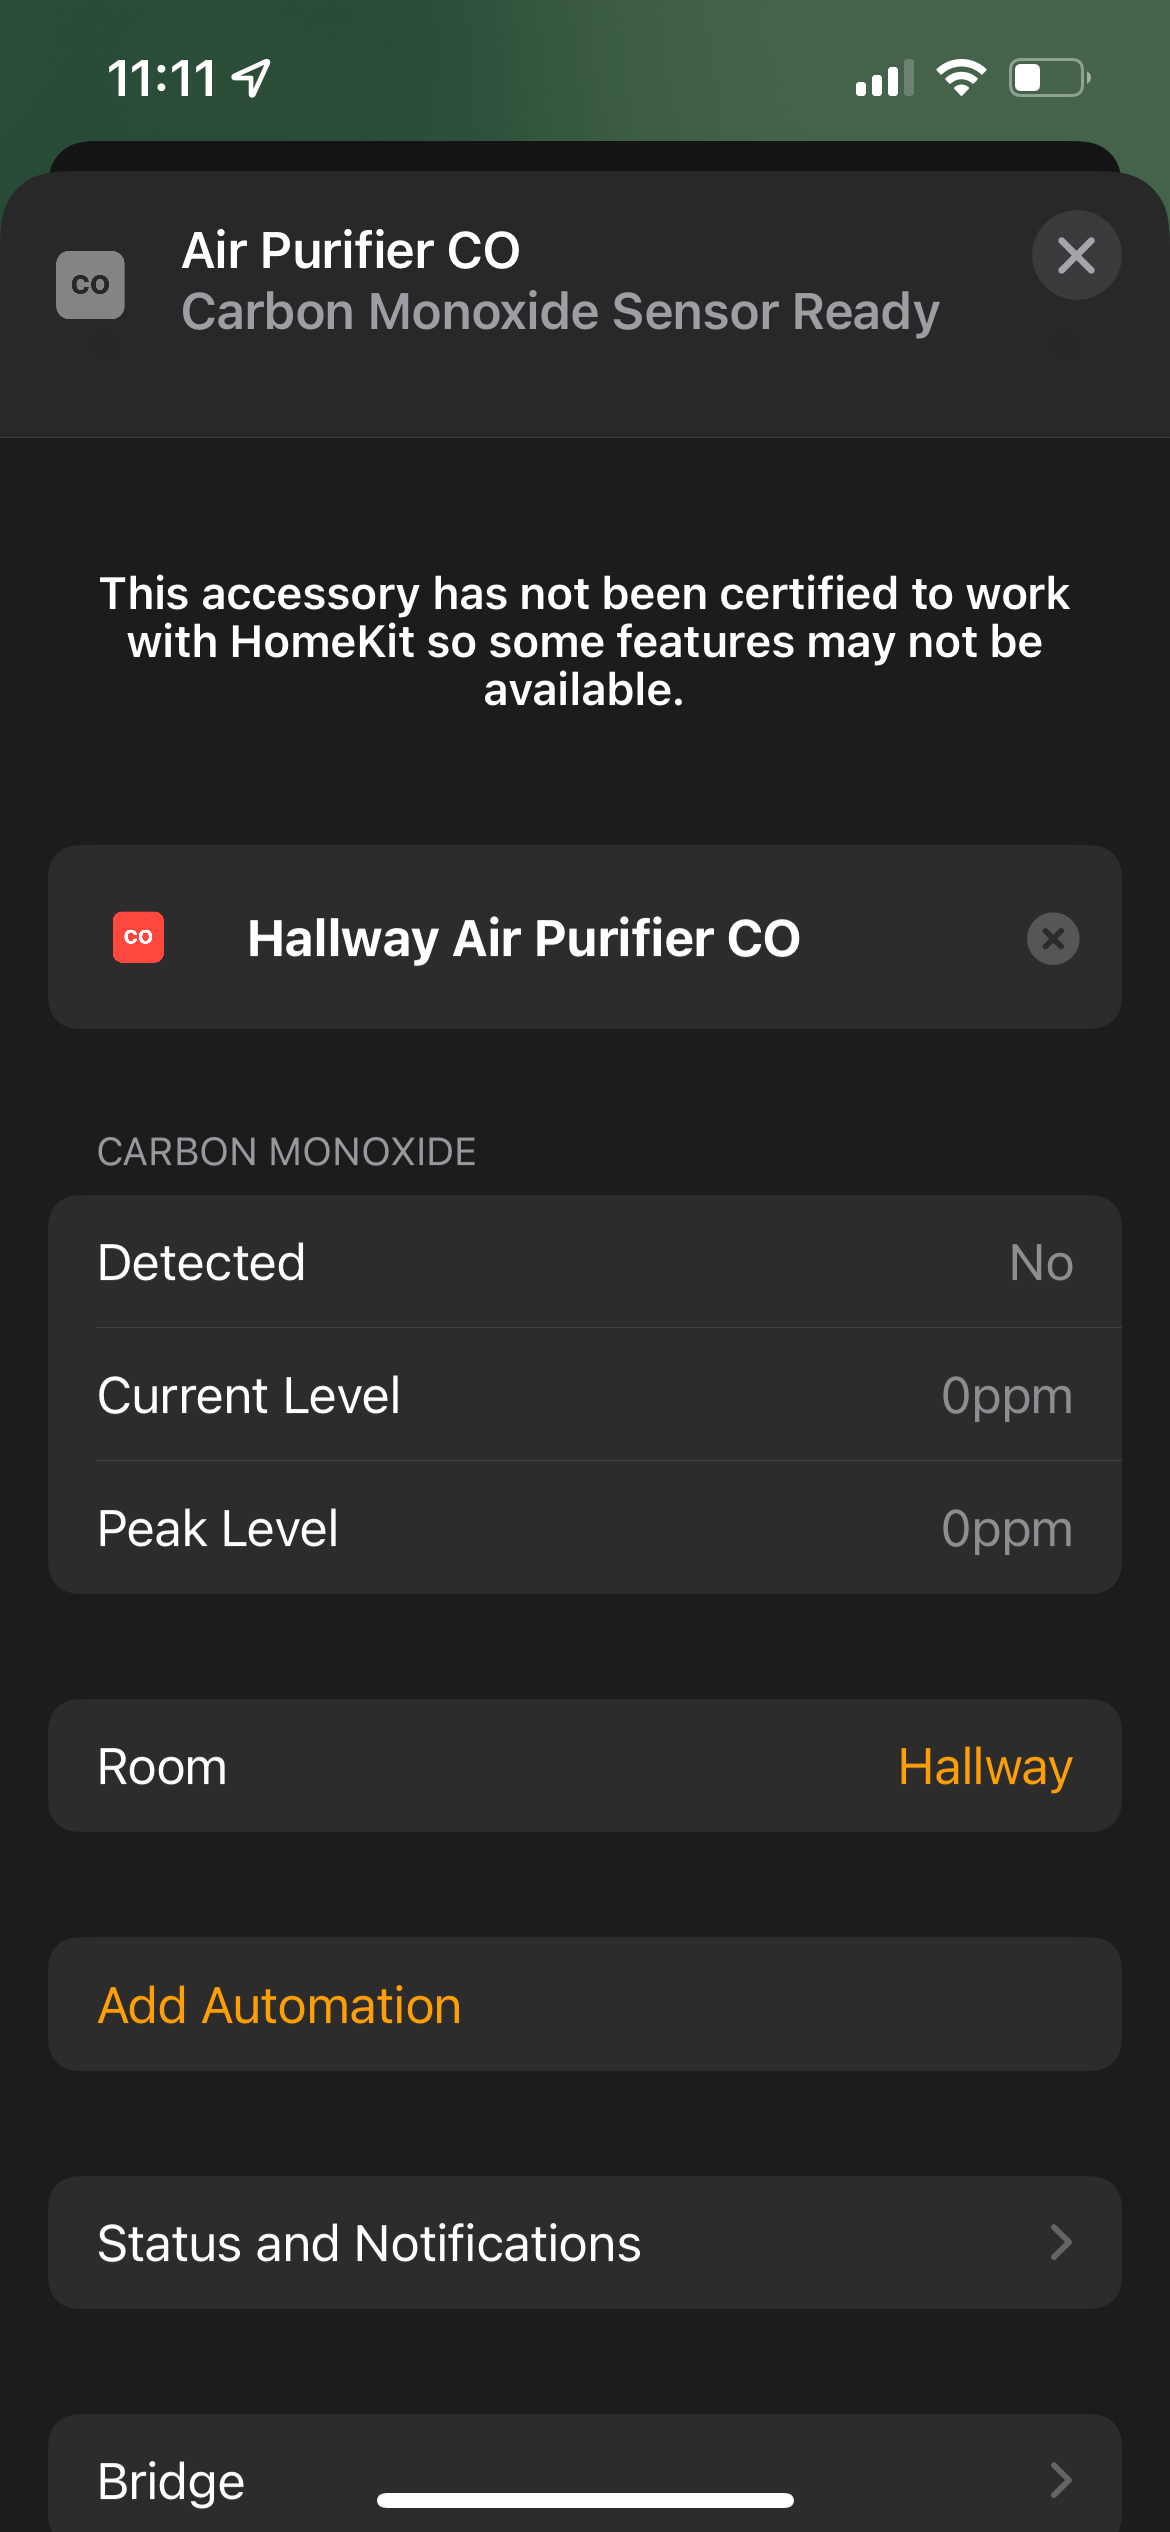 11:11
CO
Air Purifier CO
Carbon Monoxide Sensor Ready
This accessory has not been certified to work
with HomeKit so some features may not be
available.
CO
Hallway Air Purifier CO
CARBON MONOXIDE
Detected No
Current Level 0ppm
Peak Level 0ppm
Room Hallway
Add Automation
Status and Notifications
Bridge